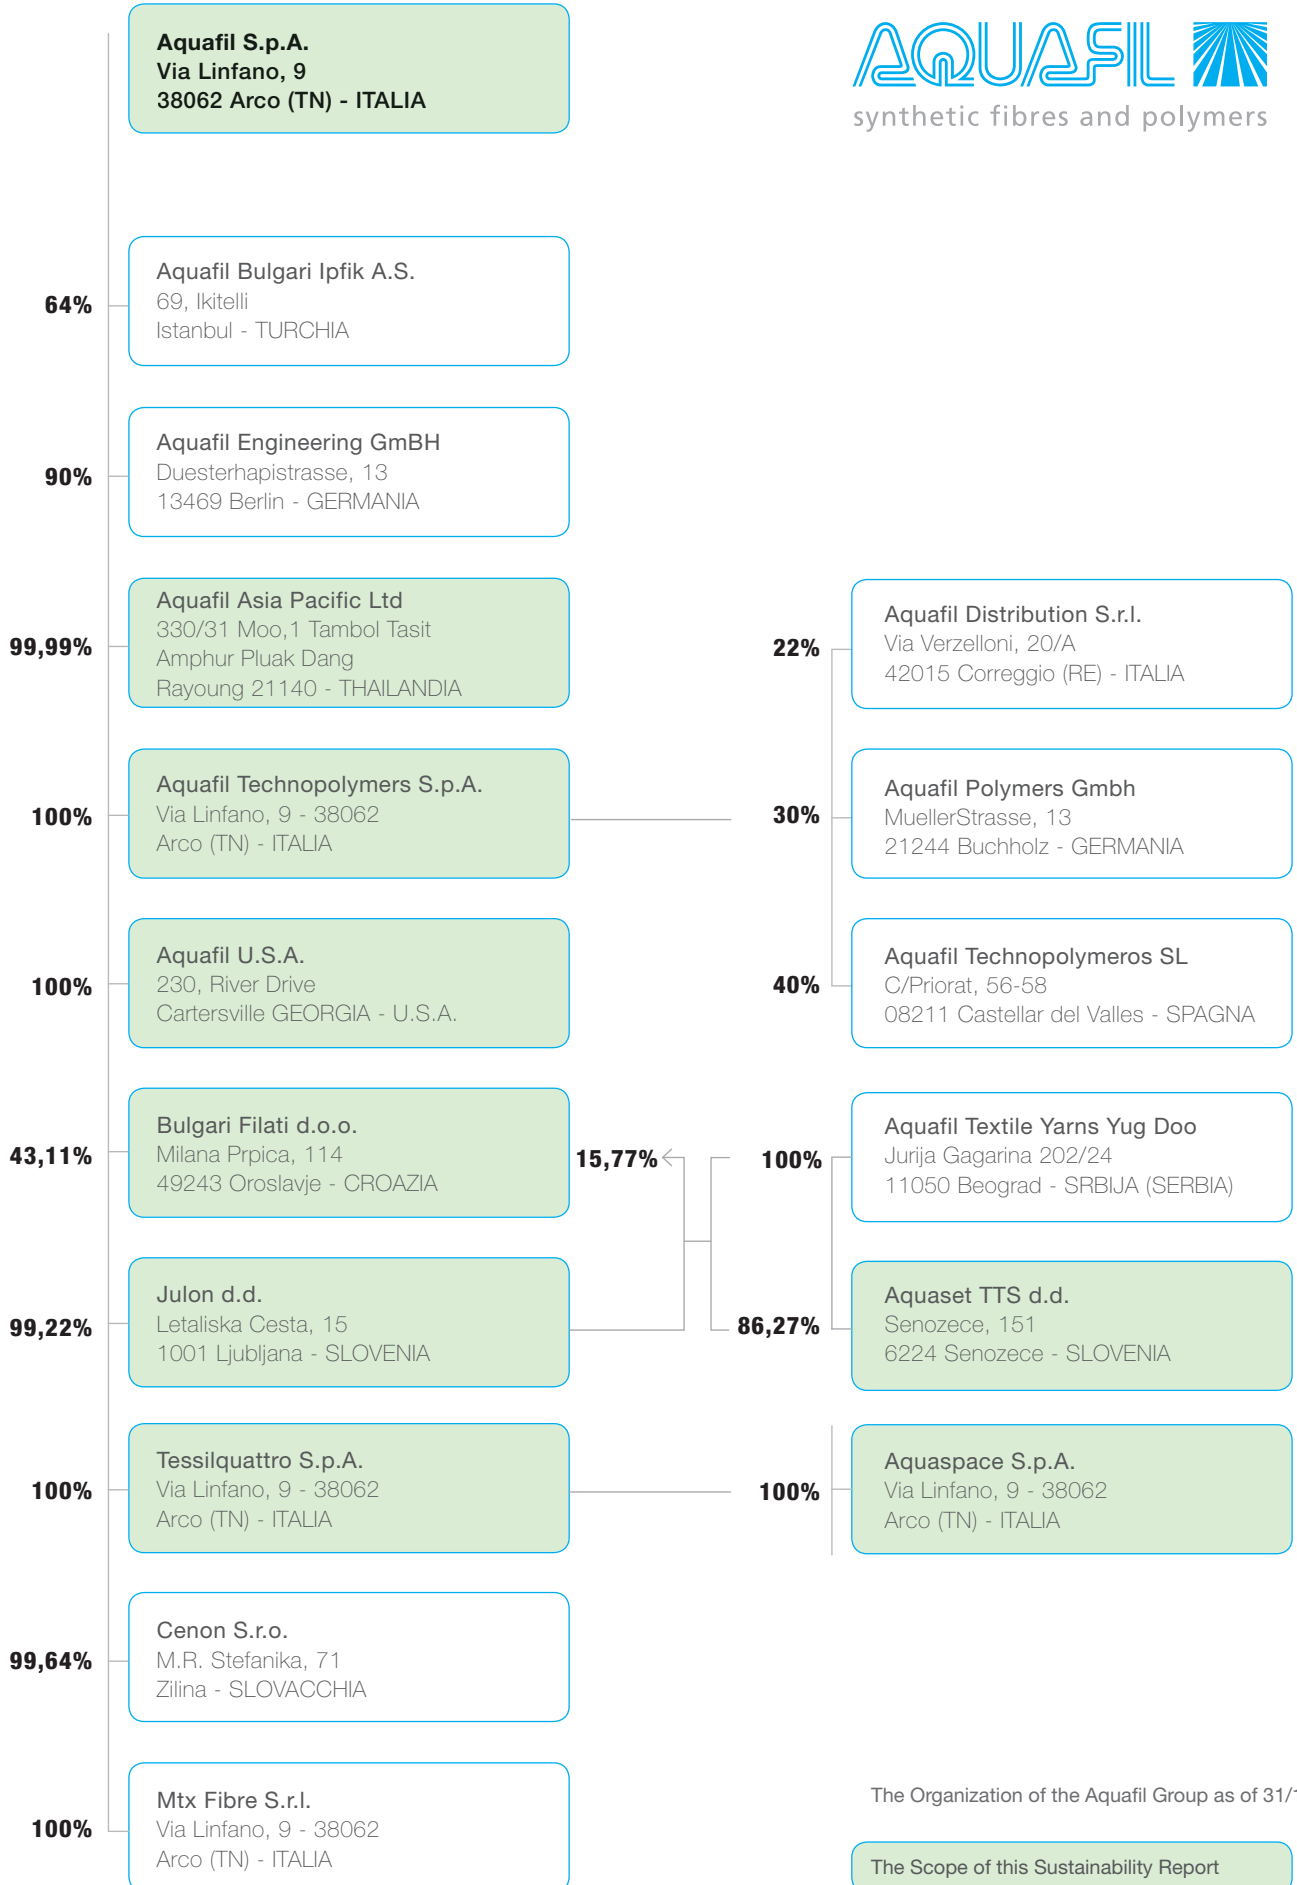 Aquafil S.p.A.
Via Linfano, 9
38062 Arco (TN) - ITALIA
AQUAFIL
synthetic fibres and polymers
64%
Aquafil Bulgari Ipfik A.S.
69, Ikitelli
Istanbul - TURCHIA
90%
Aquafil Engineering GmBH
Duesterhapistrasse, 13
13469 Berlin - GERMANIA
99,99%
Aquafil Asia Pacific Ltd
330/31 Moo,1 Tambol Tasit
Amphur Pluak Dang
Rayoung 21140 - THAILANDIA
22%
Aquafil Distribution S.r.l.
Via Verzelloni, 20/A
42015 Correggio (RE) - ITALIA
100%
Aquafil Technopolymers S.p.A.
Via Linfano, 9 - 38062
Arco (TN) - ITALIA
30%
Aquafil Polymers Gmbh
MuellerStrasse, 13
21244 Buchholz - GERMANIA
100%
Aquafil U.S.A.
230, River Drive
Cartersville GEORGIA - U.S.A.
40%
Aquafil Technopolymeros SL
C/Priorat, 56-58
08211 Castellar del Valles - SPAGNA
43,11%
Bulgari Filati d.o.o.
Milana Prpica, 114
49243 Oroslavje - CROAZIA
15,77%
100%
Aquafil Textile Yarns Yug Doo
Jurija Gagarina 202/24
11050 Beograd - SRBIJA (SERBIA)
99,22%
Julon d.d.
Letaliska Cesta, 15
1001 Ljubljana - SLOVENIA
86,27%
Aquaset TTS d.d.
Senozece, 151
6224 Senozece - SLOVENIA
100%
Tessilquattro S.p.A.
Via Linfano, 9 - 38062
Arco (TN) - ITALIA
100%
Aquaspace S.p.A.
Via Linfano, 9 - 38062
Arco (TN) - ITALIA
99,64%
Cenon S.r.o.
M.R. Stefanika, 71
Zilina - SLOVACCHIA
100%
Mtx Fibre S.r.l.
Via Linfano, 9 - 38062
Arco (TN) - ITALIA
The Organization of the Aquafil Group as of 31/1
The Scope of this Sustainability Report